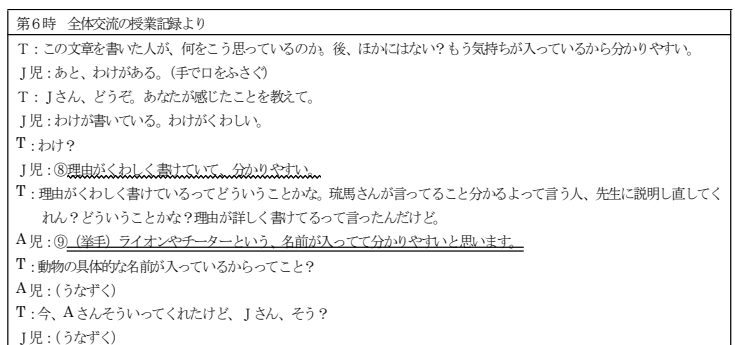 第６時　全体交流の授業記録より
Ｔ：この文章を書いた人が、何をこう思っているのか。後、ほかにはない？もう気持ちが入っているから分かりやすい。
Ｊ児：あと、わけがある。（手で口をふさぐ）
Ｔ：Ｊさん、どうぞ。あなたが感じたことを教えて。
Ｊ児：わけが書いている。わけがくわしい。
T：わけ？
Ｊ児：⑧理由がくわしく書けていて、分かりやすい。
T：理由がくわしく書けているってどういうことかな。琉馬さんが言ってること分かるよって言う人、先生に説明し直してく
れん？どういうことかな？理由が詳しく書けてるって言ったんだけど。
A児：⑨（挙手）ライオンやチーターという、名前が入ってて分かりやすいと思います。
T：動物の具体的な名前が入っているからってこと？
A児：（うなずく）
T：今、Ａさんそういってくれたけど、Ｊさん、そう？
Ｊ児：（うなずく）